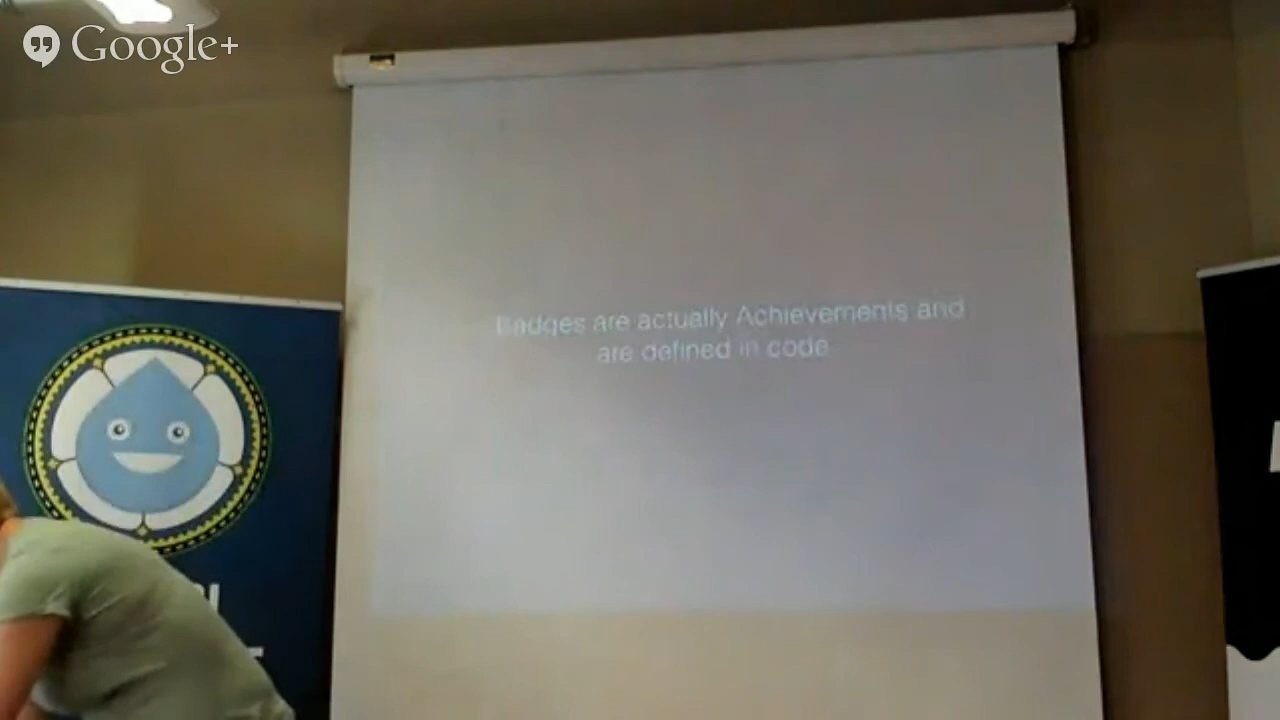 Google+
Badges are actually Achievements and
are defined in code